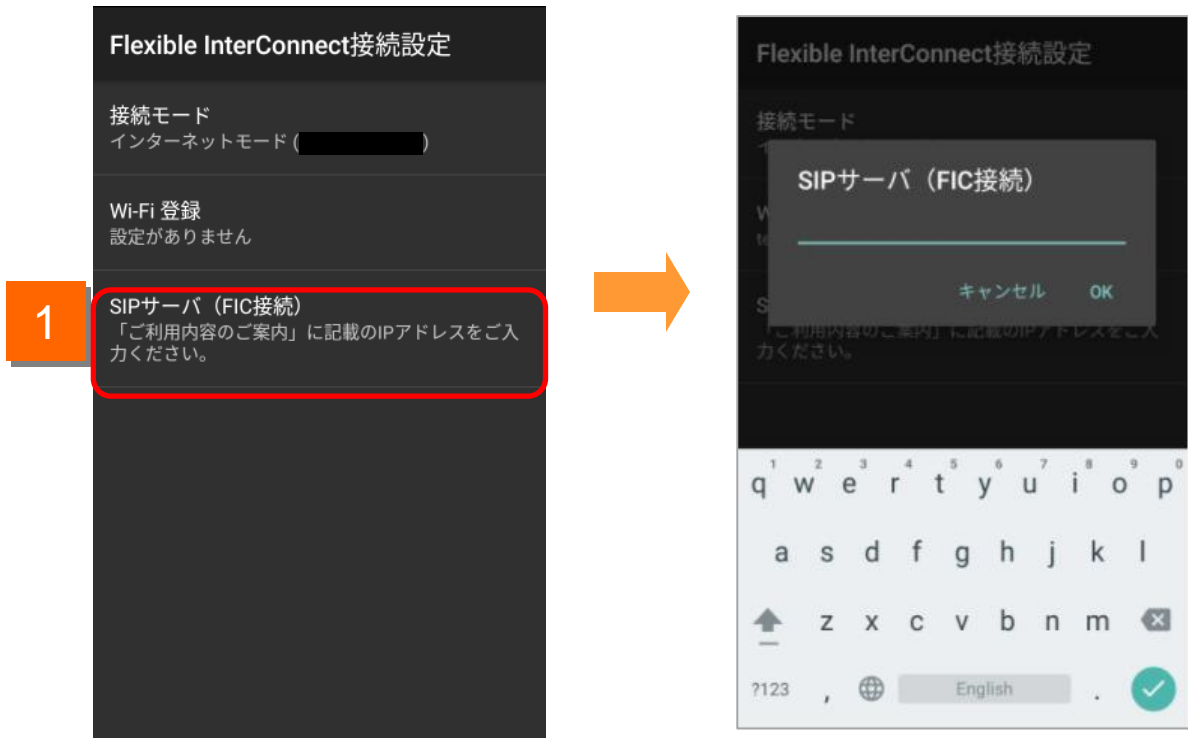 Flexible InterConnect接続設定
接続モード
インターネットモード ( )
Wi-Fi 登録
設定がありません
1
SIPサーバ（FIC接続）
「ご利用内容のご案内」に記載のIPアドレスをご入
力ください。
Flexible InterConnect接続設定
接続モード
SIPサーバ（FIC接続）
キャンセル OK
「ご利用内容のご案内」に記載のIPアドレスをご入
力ください。
1 2 3 4 5 6 7 8 9 0
q w e r t y u i o p
a s d f g h j k l
z x c v b n m
?123 , English .